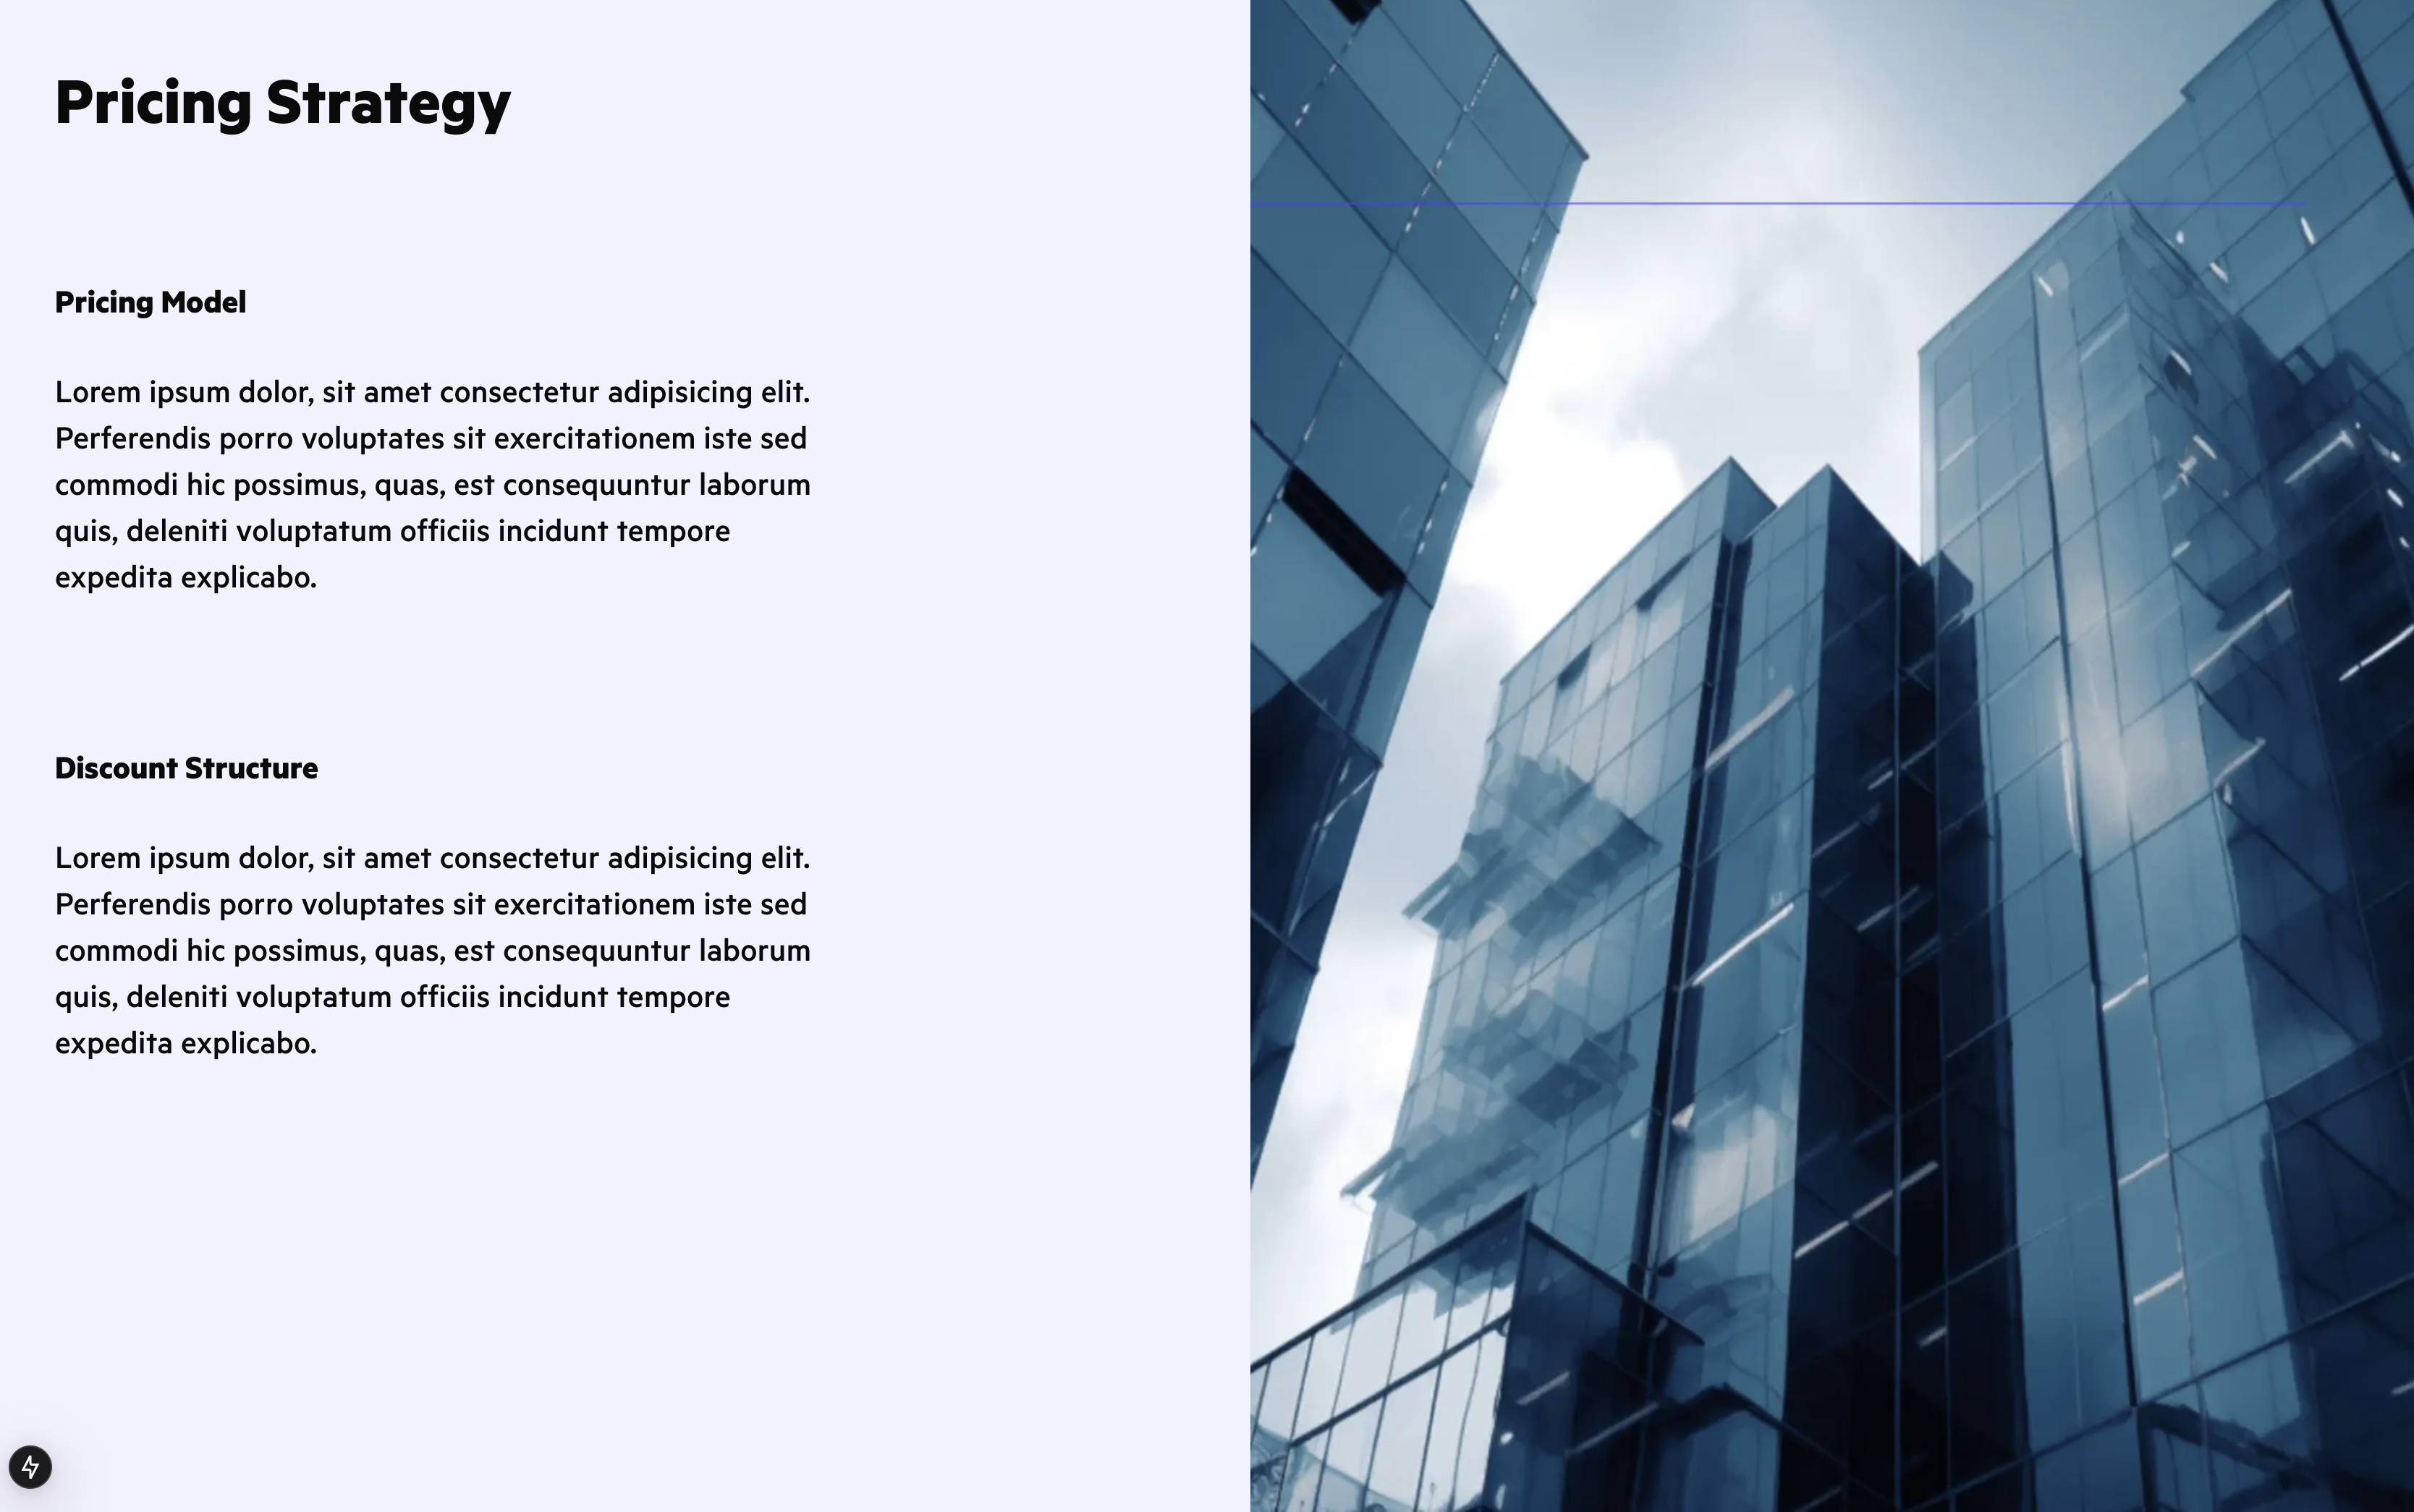 Pricing Strategy
Pricing Model
Lorem ipsum dolor, sit amet consectetur adipisicing elit.
Perferendis porro voluptates sit exercitationem iste sed
commodi hic possimus, quas, est consequuntur laborum
quis, deleniti voluptatum officiis incidunt tempore
expedita explicabo.
Discount Structure
Lorem ipsum dolor, sit amet consectetur adipisicing elit.
Perferendis porro voluptates sit exercitationem iste sed
commodi hic possimus, quas, est consequuntur laborum
quis, deleniti voluptatum officiis incidunt tempore
expedita explicabo.